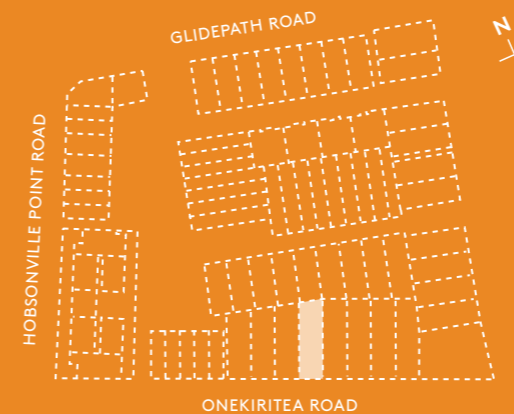 GLIDEPATH ROAD
N
HOBSONVILLE POINT ROAD
ONEKIRITEA ROAD